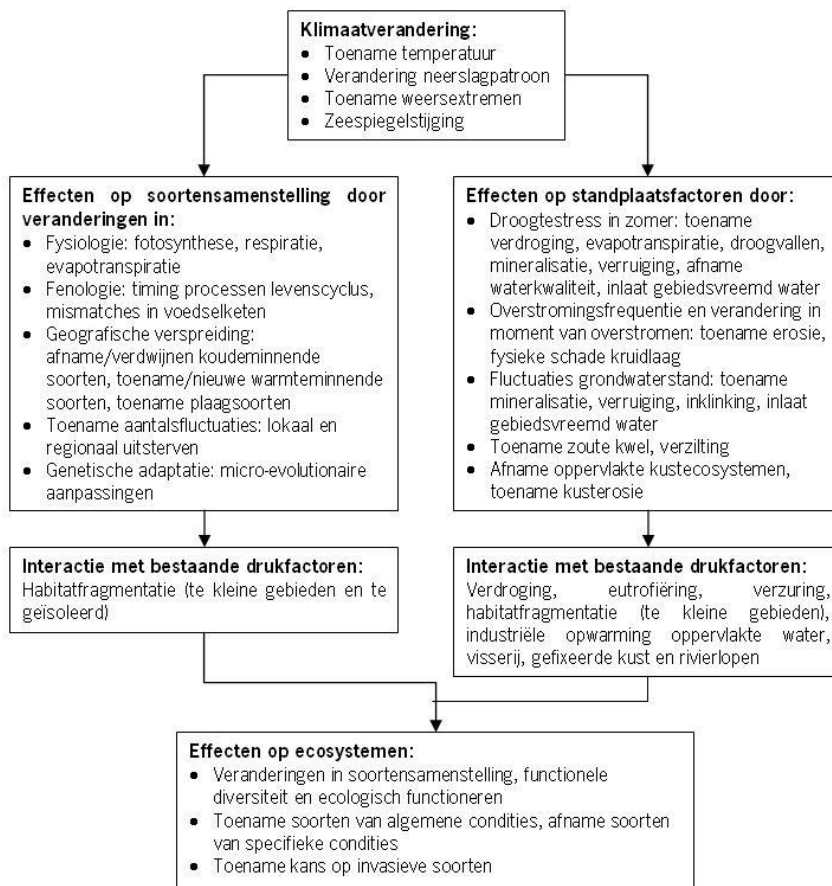 Klimaatverandering:
• Toename temperatuur
• Verandering neerslagpatroon
• Toename weersextremen
• Zeespiegelstijging
Effecten op soortensamenstelling door
veranderingen in:
• Fysiologie: fotosynthese, respiratie,
evapotranspiratie
• Fenologie: timing processen levenscyclus,
mismatches in voedselketen
• Geografische verspreiding:
afname/verdwijnen koudeminnende
soorten, toename/nieuwe warmteminnende
soorten, toename plaagsoorten
• Toename aantalsfluctuaties: lokaal en
regionaal uitsterven
• Genetische adaptatie: micro-evolutionaire
aanpassingen
Effecten op standplaatsfactoren door:
• Droogtestress in zomer: toename
verdroging, evapotranspiratie, droogvallen,
mineralisatie, verruiging, afname
waterkwaliteit, inlaat gebiedsvreemd water
• Overstromingsfrequentie en verandering in
moment van overstromen: toename erosie,
fysieke schade kruidlaag
• Fluctuaties grondwaterstand: toename
mineralisatie, verruiging, inklinking, inlaat
gebiedsvreemd water
• Toename zoute kwel, verzilting
• Afname oppervlakte kustecosystemen,
toename kusterosie
Interactie met bestaande drukfactoren:
Habitatfragmentatie (te kleine gebieden en te
geïsoleerd)
Interactie met bestaande drukfactoren:
Verdroging, eutrofiëring, verzuring,
habitatfragmentatie (te kleine gebieden),
industriële opwarming oppervlakte water,
visserij, gefixeerde kust en rivierlopen
Effecten op ecosystemen:
• Veranderingen in soortensamenstelling, functionele
diversiteit en ecologisch functioneren
• Toename soorten van algemene condities, afname soorten
van specifieke condities
• Toename kans op invasieve soorten